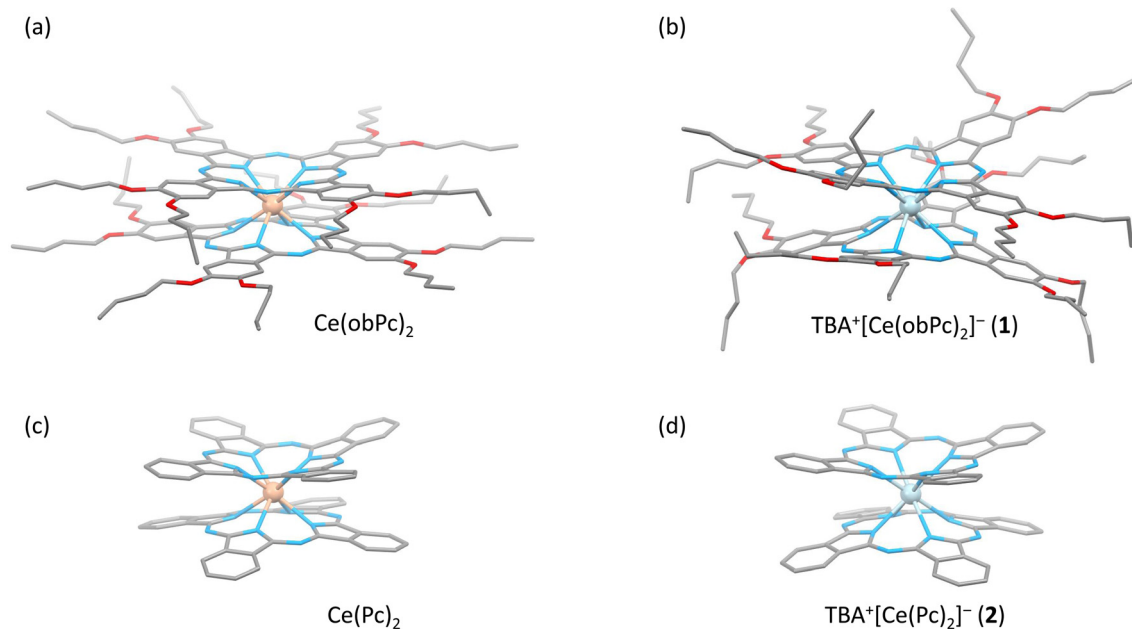 (a)
(b)
Ce(obPc)₂
TBA⁺[Ce(obPc)₂]⁻ (1)
(c)
(d)
Ce(Pc)₂
TBA⁺[Ce(Pc)₂]⁻ (2)